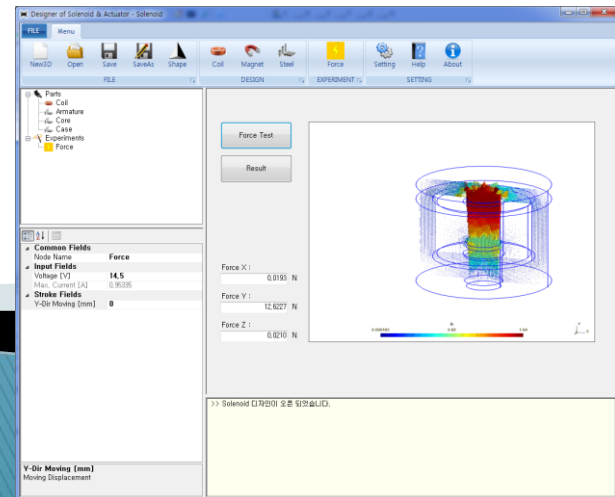 Designer of Solenoid & Actuator - Solenoid
FILE Menu
New3D Open Save SaveAs Shape Coil Magnet Steel Force Setting Help About
FILE DESIGN EXPERIMENT SETTING
Parts
Coil
Armature
Core
Case
Experiments
Force
Force Test
Result
Common Fields
Node Name Force
Input Fields
Voltage [V] 14,5
Max, Current [A] 0,95335
Stroke Fields
Y-Dir Moving [mm] 0
Force X :
0,0193 N
Force Y :
12,6227 N
Force Z :
0,0210 N
>> Solenoid 디자인이 오픈 되었습니다,
Y-Dir Moving [mm]
Moving Displacement